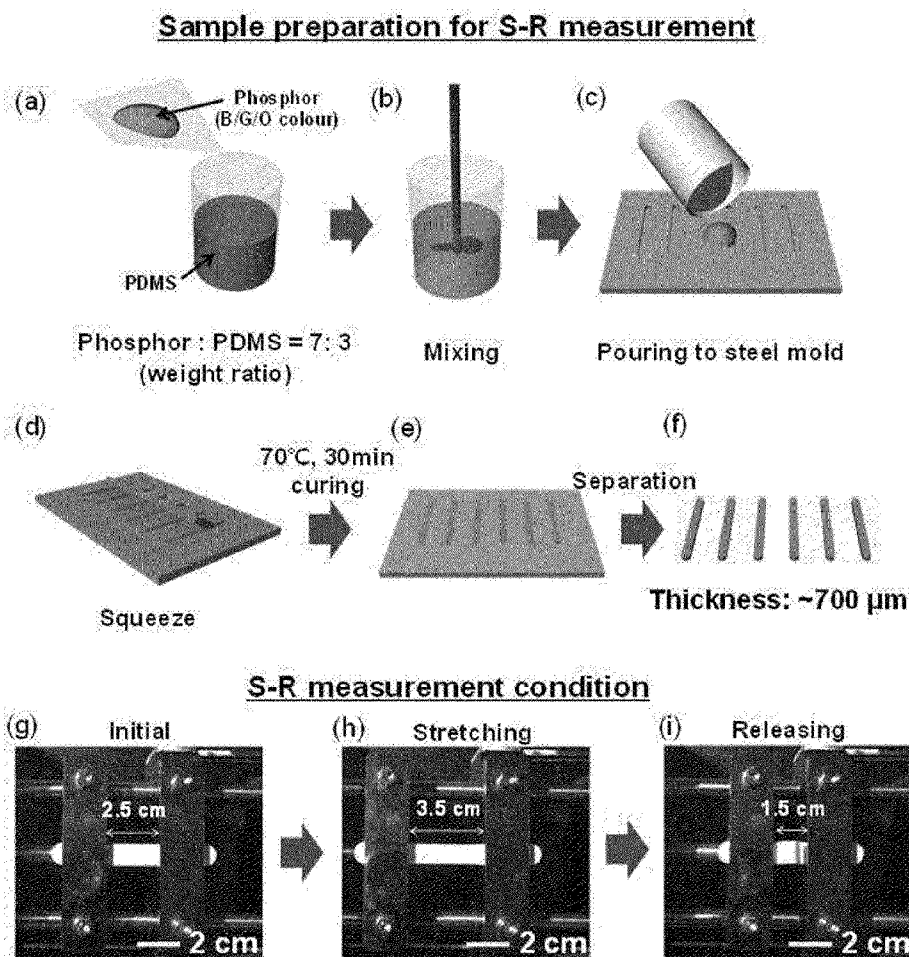 Sample preparation for S-R measurement
(a)
Phosphor
(B/G/O colour)
PDMS
Phosphor : PDMS = 7: 3
(weight ratio)
(b)
Mixing
(c)
Pouring to steel mold
(d)
Squeeze
70℃, 30min
curing
(e)
Separation
(f)
Thickness: ~700 μm
S-R measurement condition
(g)
Initial
2.5 cm
2 cm
(h)
Stretching
3.5 cm
2 cm
(i)
Releasing
1.5 cm
2 cm